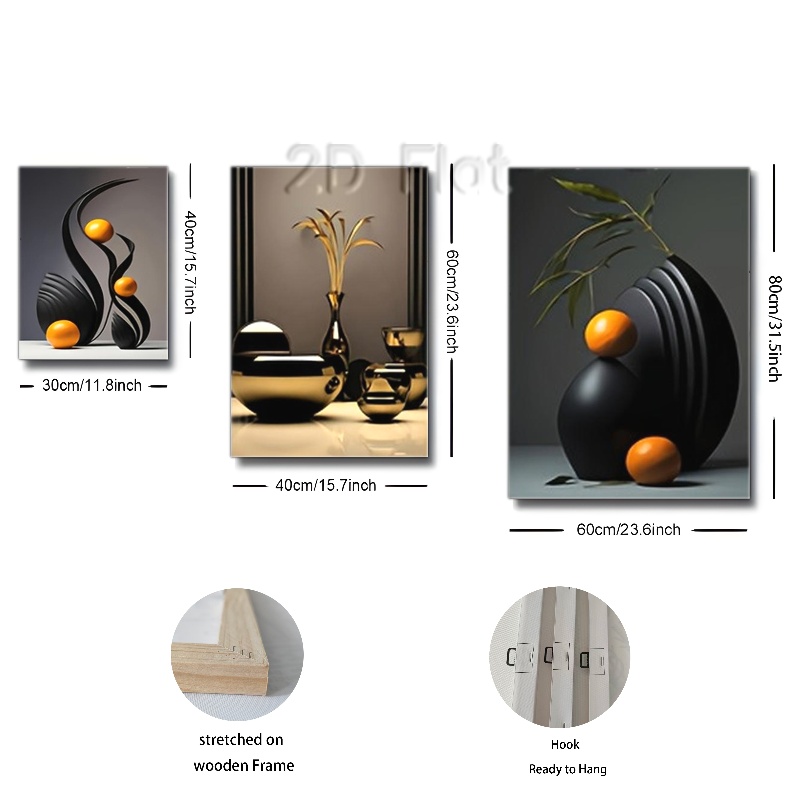 2D Flat
40cm/15.7inch
30cm/11.8inch
60cm/23.6inch
40cm/15.7inch
80cm/31.5inch
60cm/23.6inch
stretched on
wooden Frame
Hook
Ready to Hang